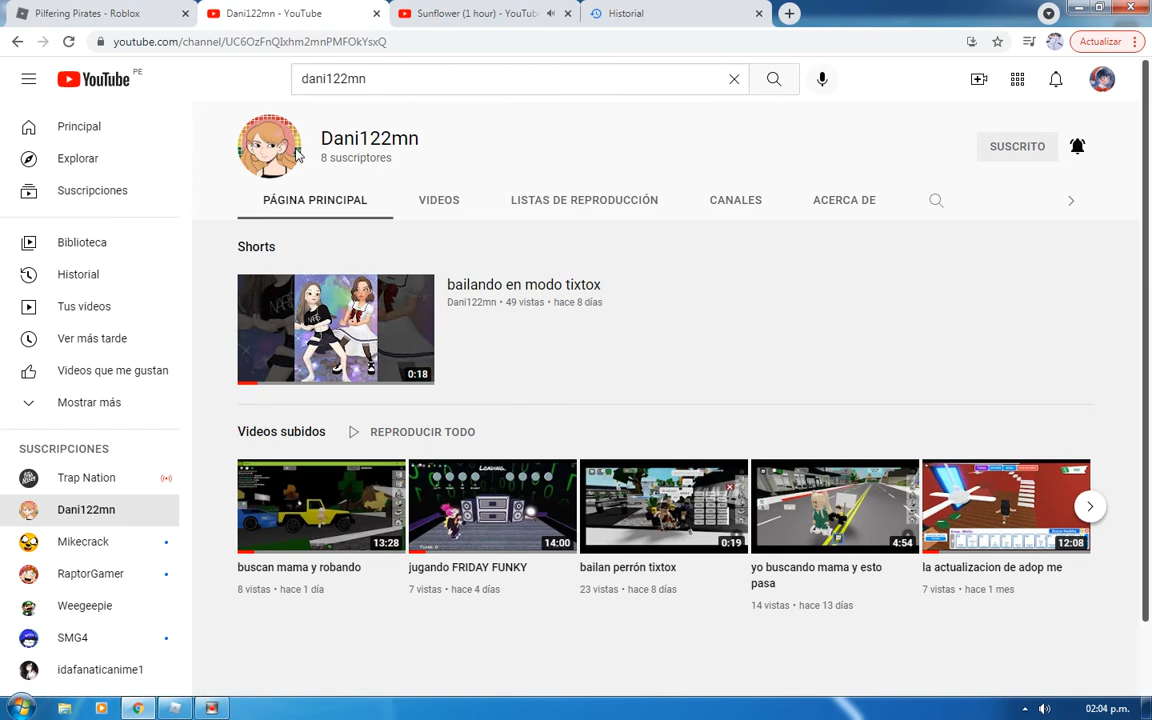 Pilfering Pirates - Roblox
Dani122mn - YouTube
Sunflower (1 hour) - YouTub
Historial
youtube.com/channel/UC6OzFnQIxhm2mnPMFOkYsxQ
Actualizar
YouTube PE
dani122mn
Principal
Explorar
Suscripciones
Biblioteca
Historial
Tus videos
Ver más tarde
Videos que me gustan
Mostrar más
SUSCRIPCIONES
Trap Nation
Dani122mn
Mikecrack
RaptorGamer
Weegeepie
SMG4
idafanaticanime1
Dani122mn
8 suscriptores
SUSCRITO
PÁGINA PRINCIPAL
VIDEOS
LISTAS DE REPRODUCCIÓN
CANALES
ACERCA DE
Shorts
0:18
bailando en modo tixtox
Dani122mn • 49 vistas • hace 8 días
Videos subidos
REPRODUCIR TODO
13:28
buscan mama y robando
8 vistas • hace 1 día
LOADING.
14:00
jugando FRIDAY FUNKY
7 vistas • hace 4 días
0:19
bailan perrón tixtox
23 vistas • hace 8 días
4:54
yo buscando mama y esto
pasa
14 vistas • hace 13 días
12:08
la actualizacion de adop me
7 vistas • hace 1 mes
02:04 p.m.